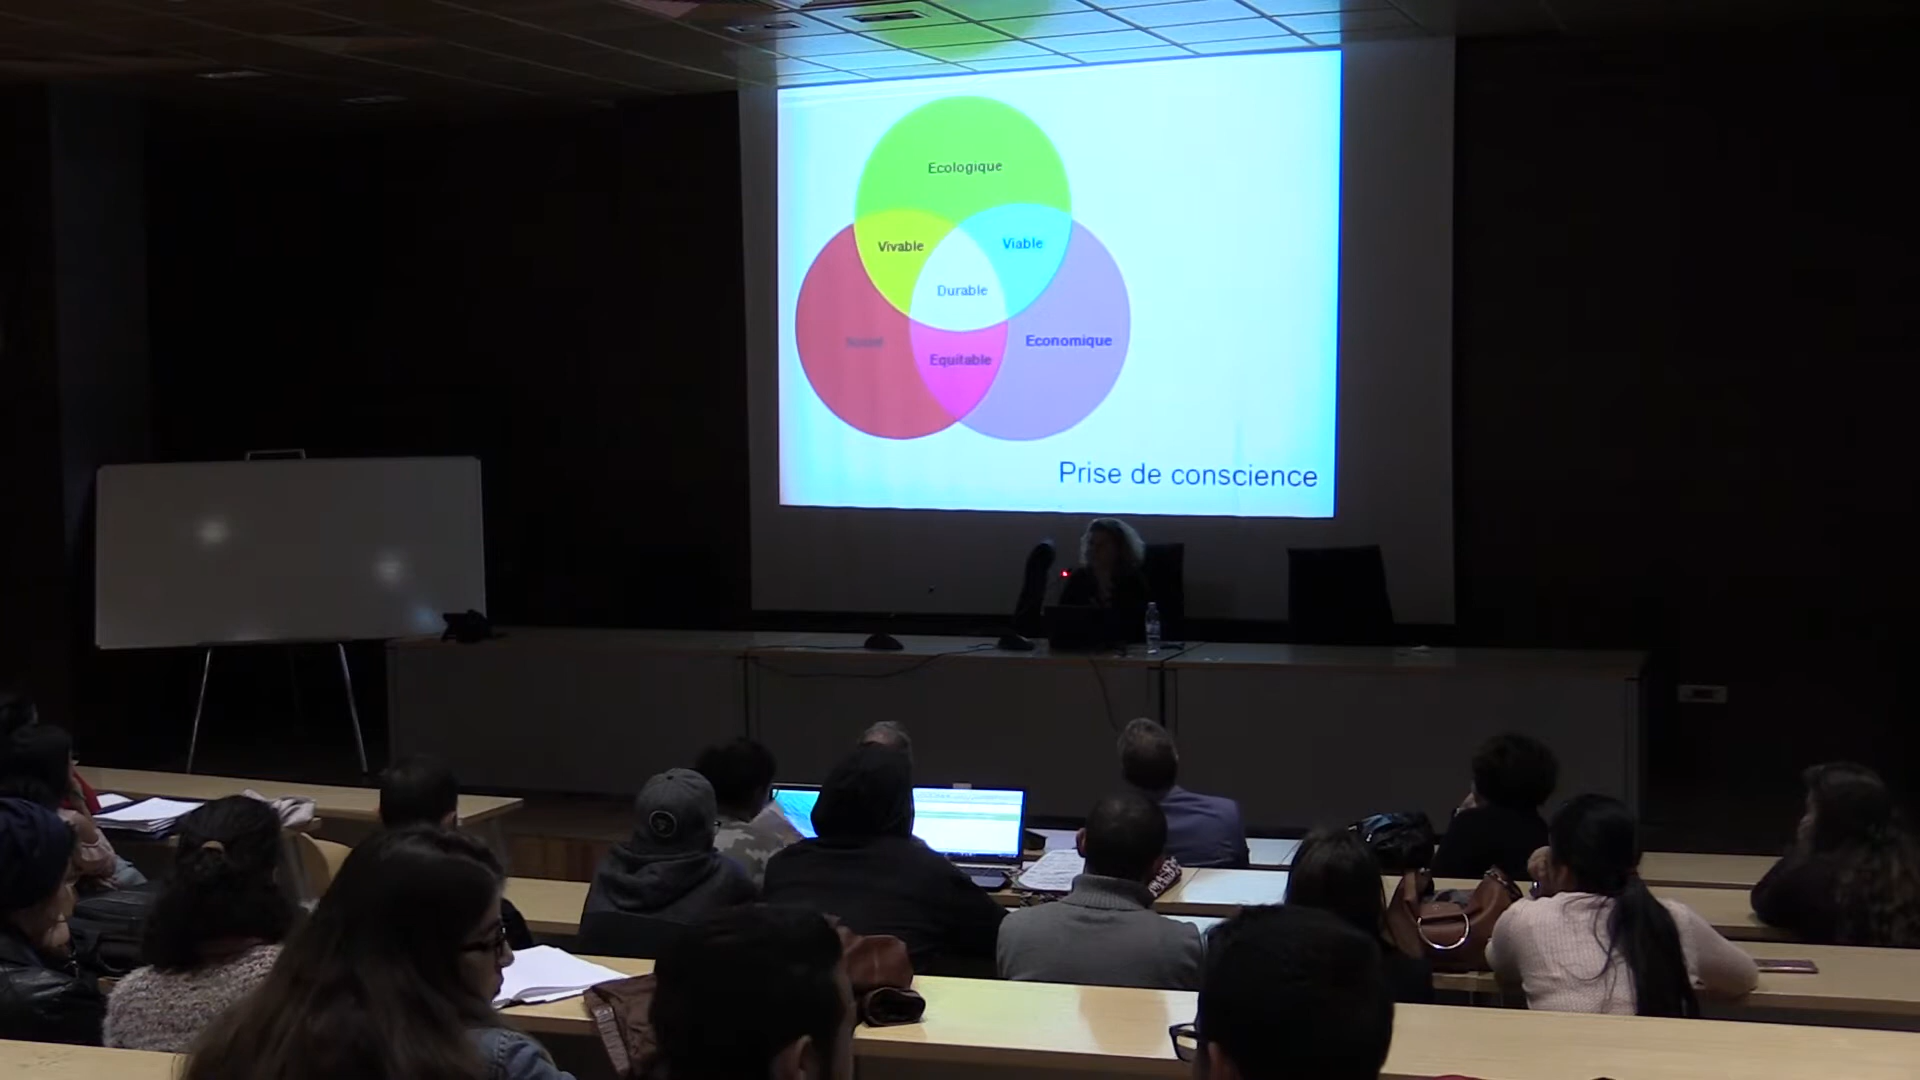 Ecologique
Vivable
Viable
Durable
Economique
Equitable
Prise de conscience